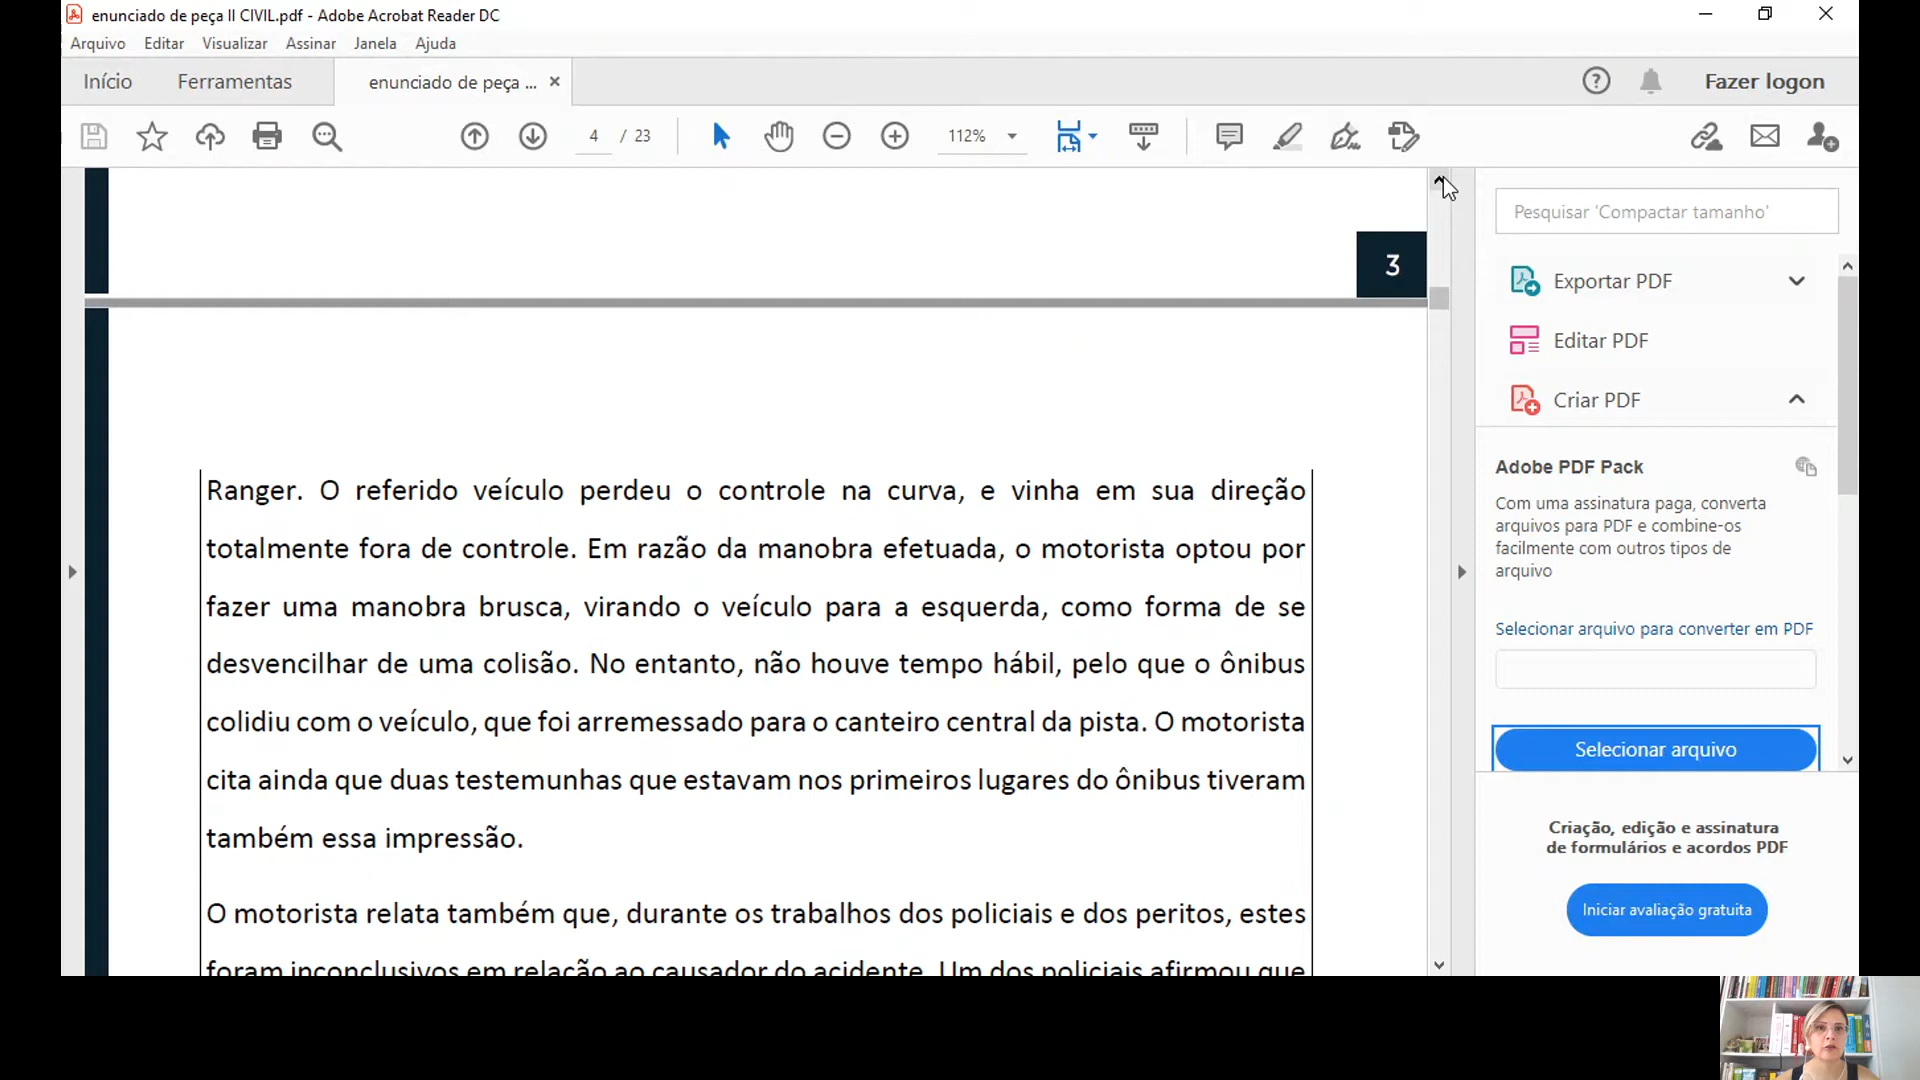 enunciado de peça II CIVIL.pdf - Adobe Acrobat Reader DC
Arquivo Editar Visualizar Assinar Janela Ajuda
Início Ferramentas enunciado de peça ... × Fazer logon
4 / 23 112%
3
Ranger. O referido veículo perdeu o controle na curva, e vinha em sua direção
totalmente fora de controle. Em razão da manobra efetuada, o motorista optou por
fazer uma manobra brusca, virando o veículo para a esquerda, como forma de se
desvencilhar de uma colisão. No entanto, não houve tempo hábil, pelo que o ônibus
colidiu com o veículo, que foi arremessado para o canteiro central da pista. O motorista
cita ainda que duas testemunhas que estavam nos primeiros lugares do ônibus tiveram
também essa impressão.
O motorista relata também que, durante os trabalhos dos policiais e dos peritos, estes
foram inconclusivos em relação ao causador do acidente. Um dos policiais afirmou que
Pesquisar 'Compactar tamanho'
Exportar PDF
Editar PDF
Criar PDF
Adobe PDF Pack
Com uma assinatura paga, converta
arquivos para PDF e combine-os
facilmente com outros tipos de
arquivo
Selecionar arquivo para converter em PDF
Selecionar arquivo
Criação, edição e assinatura
de formulários e acordos PDF
Iniciar avaliação gratuita